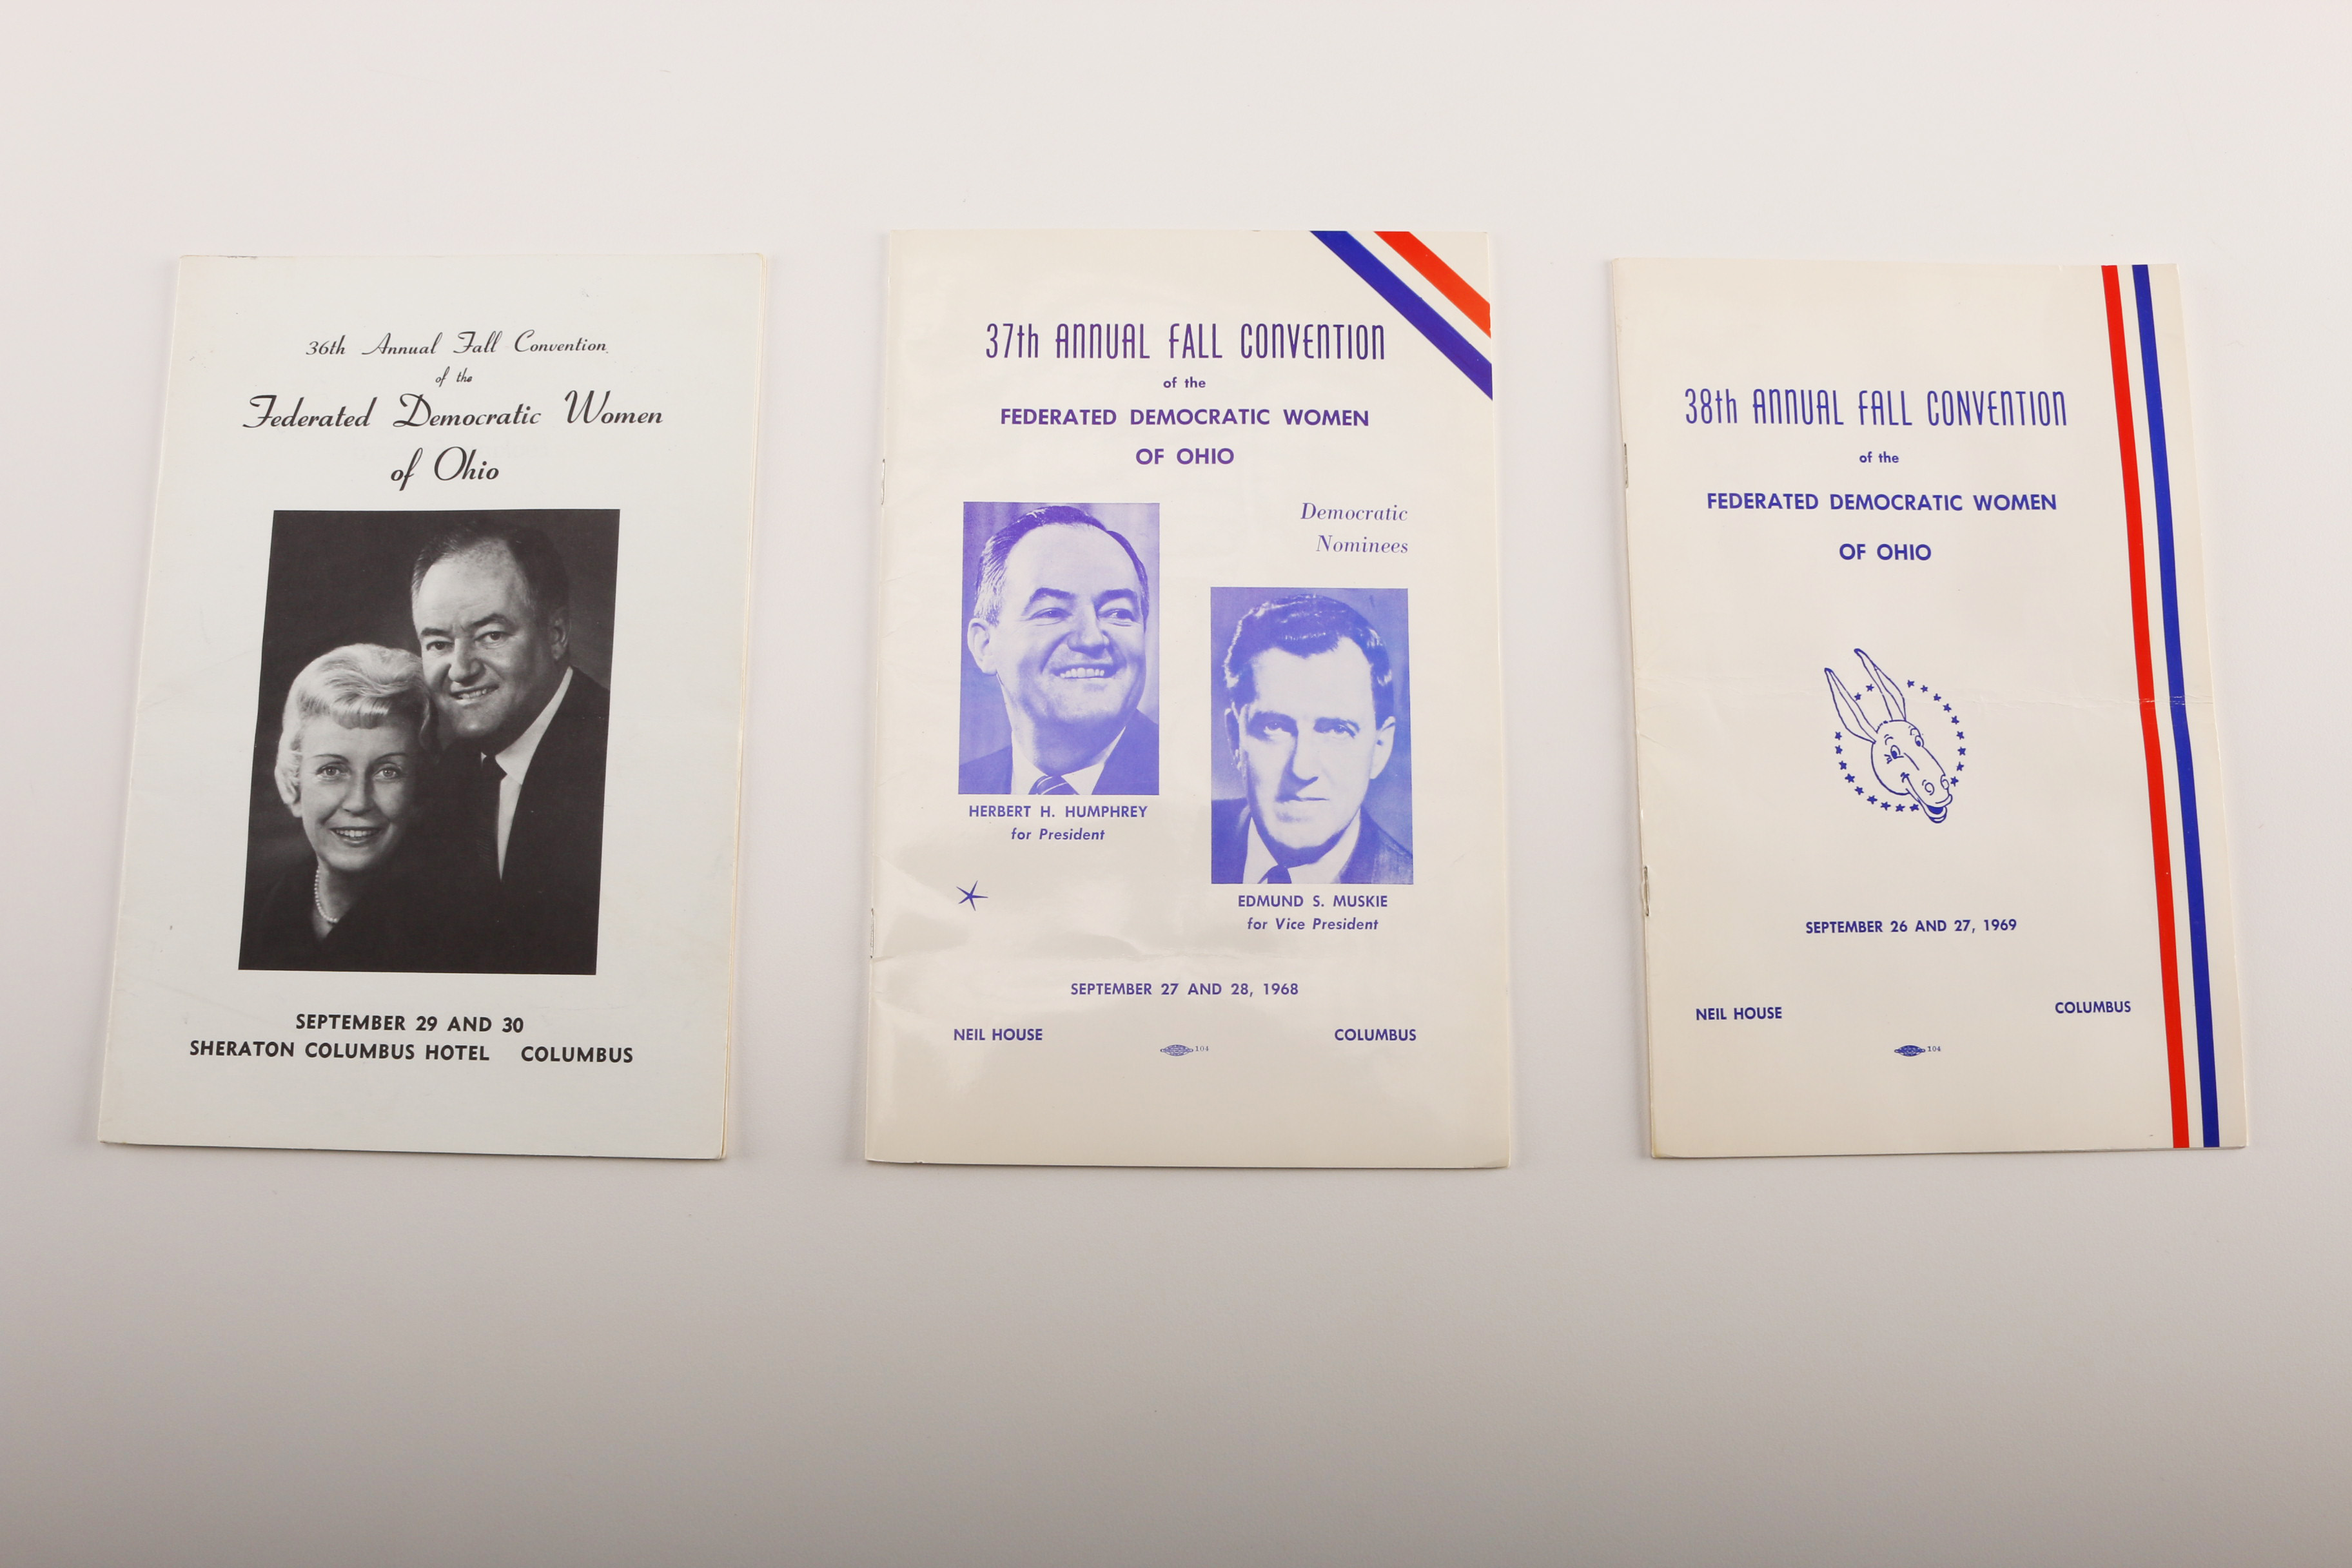 36th Annual Fall Convention
of the
Federated Democratic Women
of Ohio
SEPTEMBER 29 AND 30
SHERATON COLUMBUS HOTEL COLUMBUS
37th ANNUAL FALL CONVENTION
of the
FEDERATED DEMOCRATIC WOMEN
OF OHIO
Democratic
Nominees
HERBERT H. HUMPHREY
for President
EDMUND S. MUSKIE
for Vice President
SEPTEMBER 27 AND 28, 1968
NEIL HOUSE COLUMBUS
104
38th ANNUAL FALL CONVENTION
of the
FEDERATED DEMOCRATIC WOMEN
OF OHIO
SEPTEMBER 26 AND 27, 1969
NEIL HOUSE COLUMBUS
104